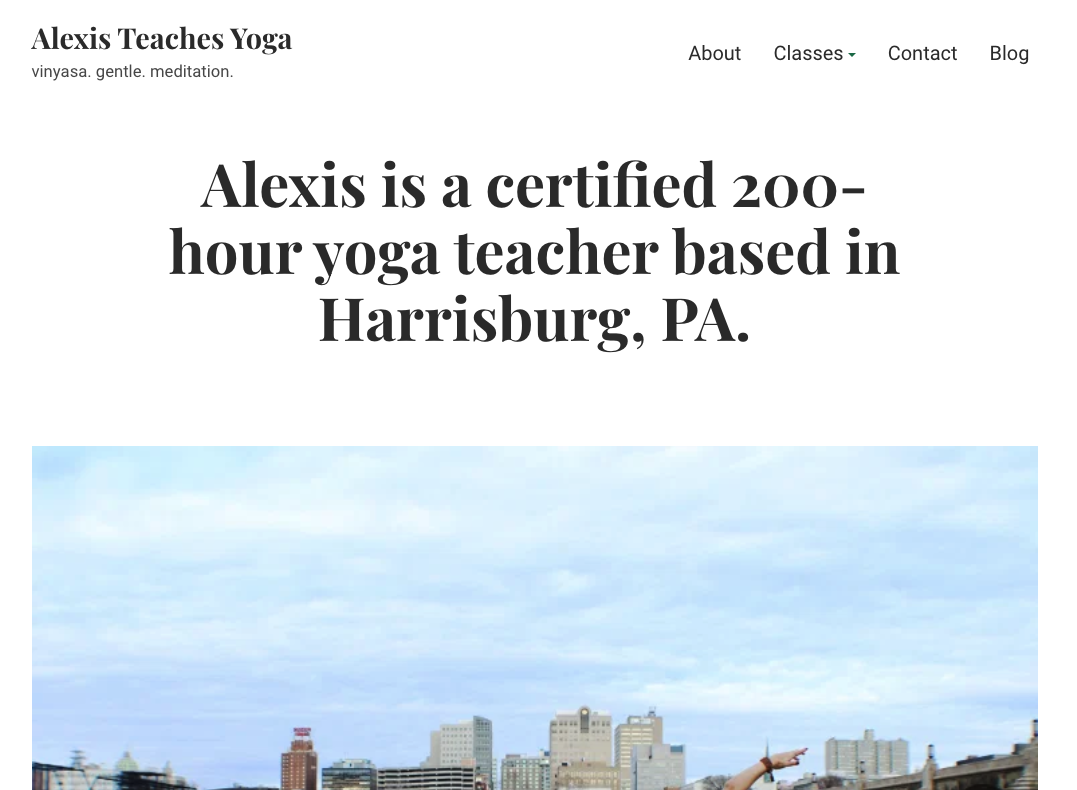 Alexis Teaches Yoga
vinyasa. gentle. meditation.
About Classes Contact Blog
Alexis is a certified 200-
hour yoga teacher based in
Harrisburg, PA.